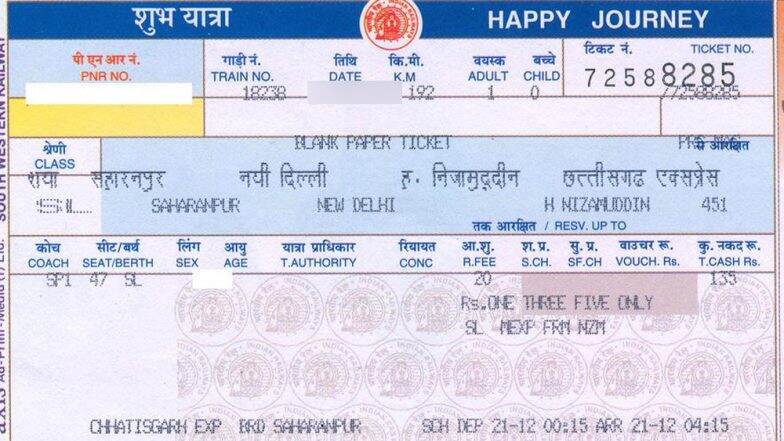 शुभ यात्रा HAPPY JOURNEY
पी एन आर नं. गाड़ी नं. तिथि कि.मी. वयस्क बच्चे टिकट नं. TICKET NO.
PNR NO. TRAIN NO. DATE K.M ADULT CHILD 72588285
18238 192 1 0 /72588285
BLANK PAPER TICKET
श्रेणी से आरक्षित
CLASS
शया सहारनपुर नयी दिल्ली ह. निजामुद्दीन छत्तीसगढ एक्सप्रेस
SL SAHARANPUR NEW DELHI H NIZAMUDDIN 451
तक आरक्षित / RESV. UP TO
कोच सीट/बर्थ लिंग आयु यात्रा प्राधिकार रियायत आ.शु. श.प्र. सु.प्र. वाउचर रू. कु. नकद रू.
COACH SEAT/BERTH SEX AGE T.AUTHORITY CONC R.FEE S.CH. SF.CH VOUCH. Rs. T.CASH Rs.
SP1 47 SL 20 135
Rs.ONE THREE FIVE ONLY
SL MEXP FRM NZM
CHHATISGARH EXP BRD SAHARANPUR SCH DEP 21-12 00:15 ARR 21-12 04:15
SOUTH WESTERN RAILWAY